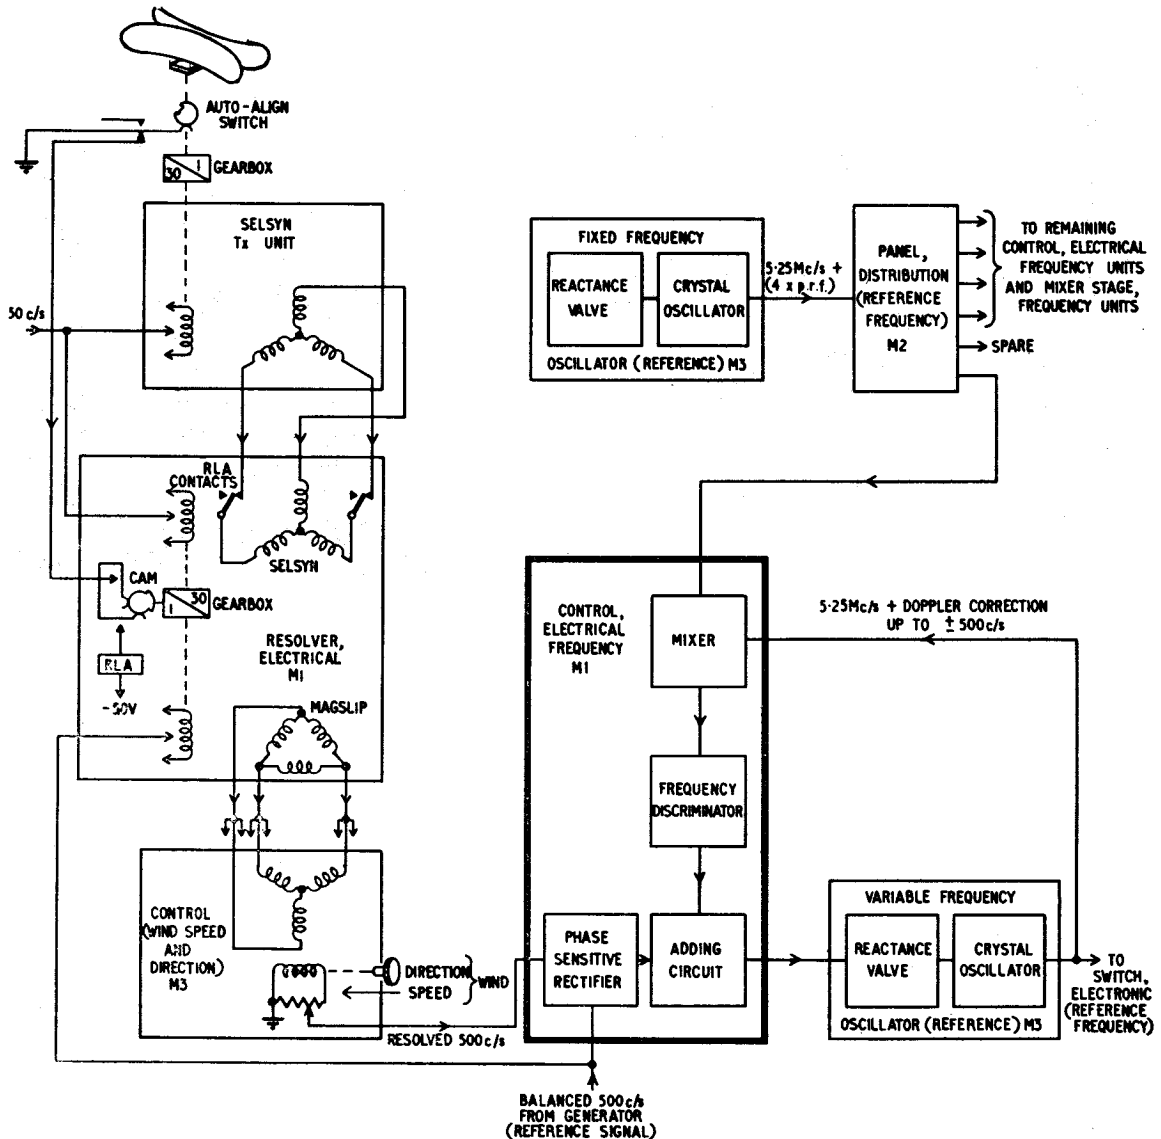 AUTO-ALIGN
SWITCH
30
1
GEARBOX
SELSYN
Tx UNIT
50 c/s
FIXED FREQUENCY
REACTANCE
VALVE
CRYSTAL
OSCILLATOR
OSCILLATOR (REFERENCE) M3
5·25Mc/s +
(4 x p.r.f.)
PANEL,
DISTRIBUTION
(REFERENCE
FREQUENCY)
M2
TO REMAINING
CONTROL, ELECTRICAL
FREQUENCY UNITS
AND MIXER STAGE,
FREQUENCY UNITS
SPARE
RLA
CONTACTS
SELSYN
CAM
30
1
GEARBOX
RESOLVER,
ELECTRICAL
M1
RLA
-50V
MAGSLIP
CONTROL,
ELECTRICAL
FREQUENCY
M1
MIXER
5·25Mc/s + DOPPLER CORRECTION
UP TO ± 500c/s
FREQUENCY
DISCRIMINATOR
CONTROL
(WIND SPEED
AND
DIRECTION)
M3
DIRECTION
SPEED
WIND
RESOLVED 500c/s
PHASE
SENSITIVE
RECTIFIER
ADDING
CIRCUIT
VARIABLE FREQUENCY
REACTANCE
VALVE
CRYSTAL
OSCILLATOR
OSCILLATOR (REFERENCE) M3
TO
SWITCH,
ELECTRONIC
(REFERENCE
FREQUENCY)
BALANCED 500c/s
FROM GENERATOR
(REFERENCE SIGNAL)